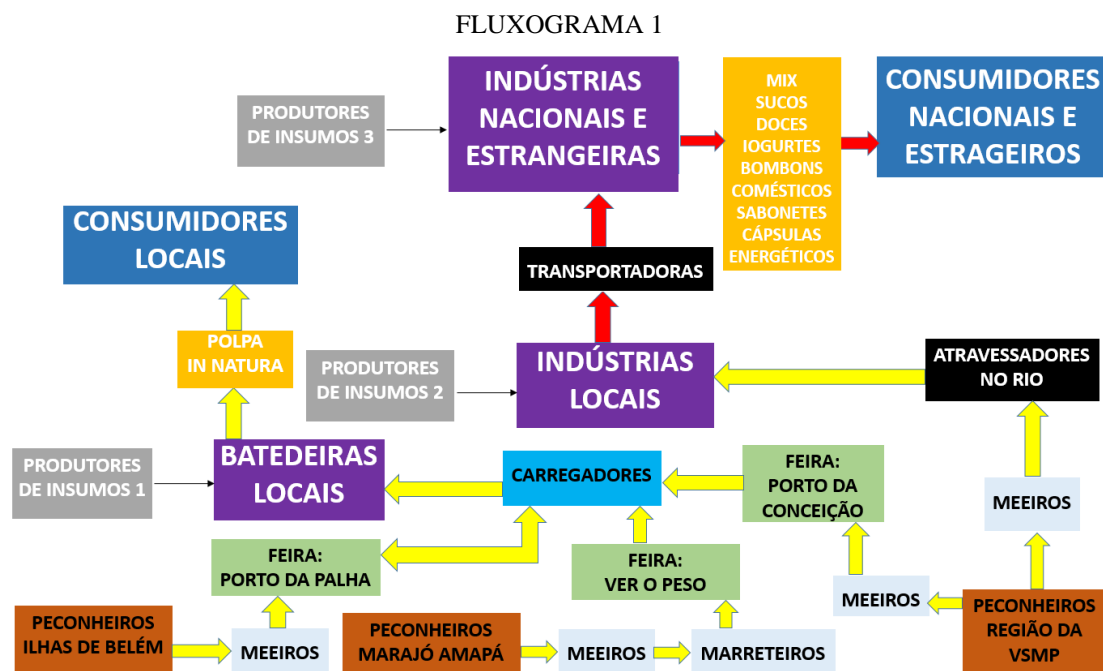 FLUXOGRAMA 1
PRODUTORES
DE INSUMOS 3
INDÚSTRIAS
NACIONAIS E
ESTRANGEIRAS
MIX
SUCOS
DOCES
IOGURTES
BOMBONS
COMÉSTICOS
SABONETES
CÁPSULAS
ENERGÉTICOS
CONSUMIDORES
NACIONAIS E
ESTRAGEIROS
CONSUMIDORES
LOCAIS
TRANSPORTADORAS
POLPA
IN NATURA
PRODUTORES
DE INSUMOS 2
INDÚSTRIAS
LOCAIS
ATRAVESSADORES
NO RIO
PRODUTORES
DE INSUMOS 1
BATEDEIRAS
LOCAIS
CARREGADORES
FEIRA:
PORTO DA
CONCEIÇÃO
MEEIROS
FEIRA:
PORTO DA PALHA
FEIRA:
VER O PESO
MEEIROS
PECONHEIROS
ILHAS DE BELÉM
MEEIROS
PECONHEIROS
MARAJÓ AMAPÁ
MEEIROS
MARRETEIROS
PECONHEIROS
REGIÃO DA
VSMP